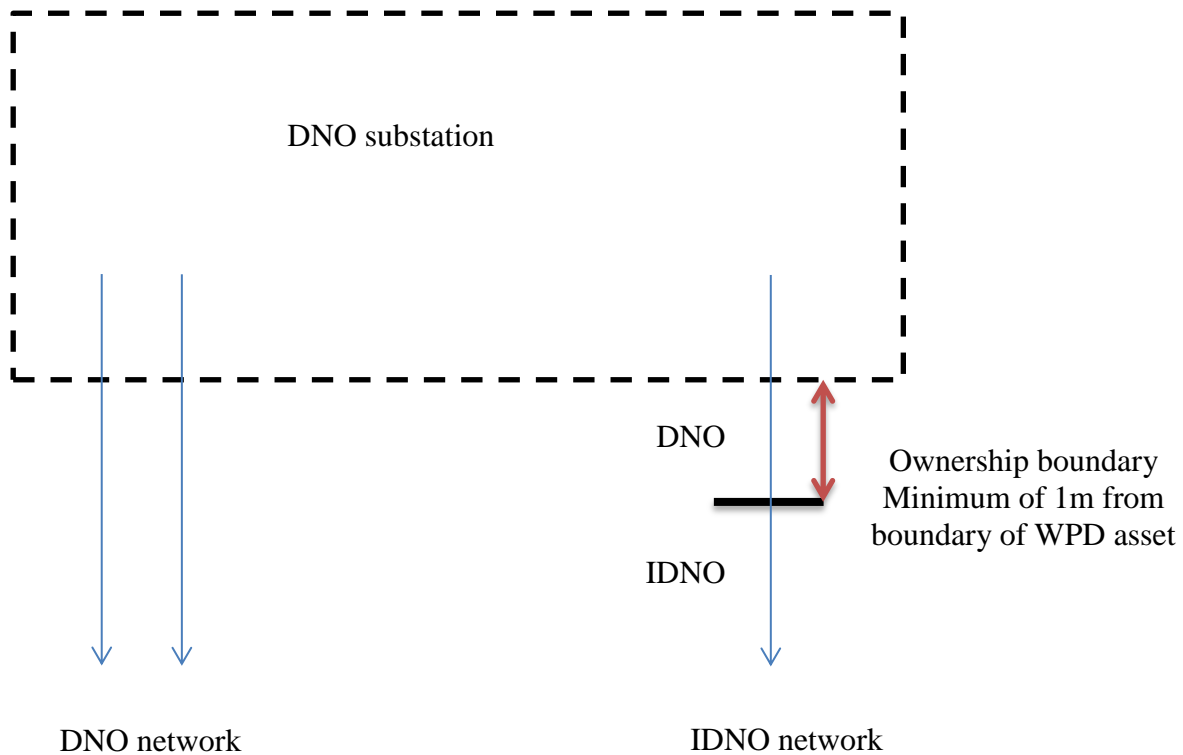 DNO substation
DNO
Ownership boundary
Minimum of 1m from
boundary of WPD asset
IDNO
DNO network
IDNO network